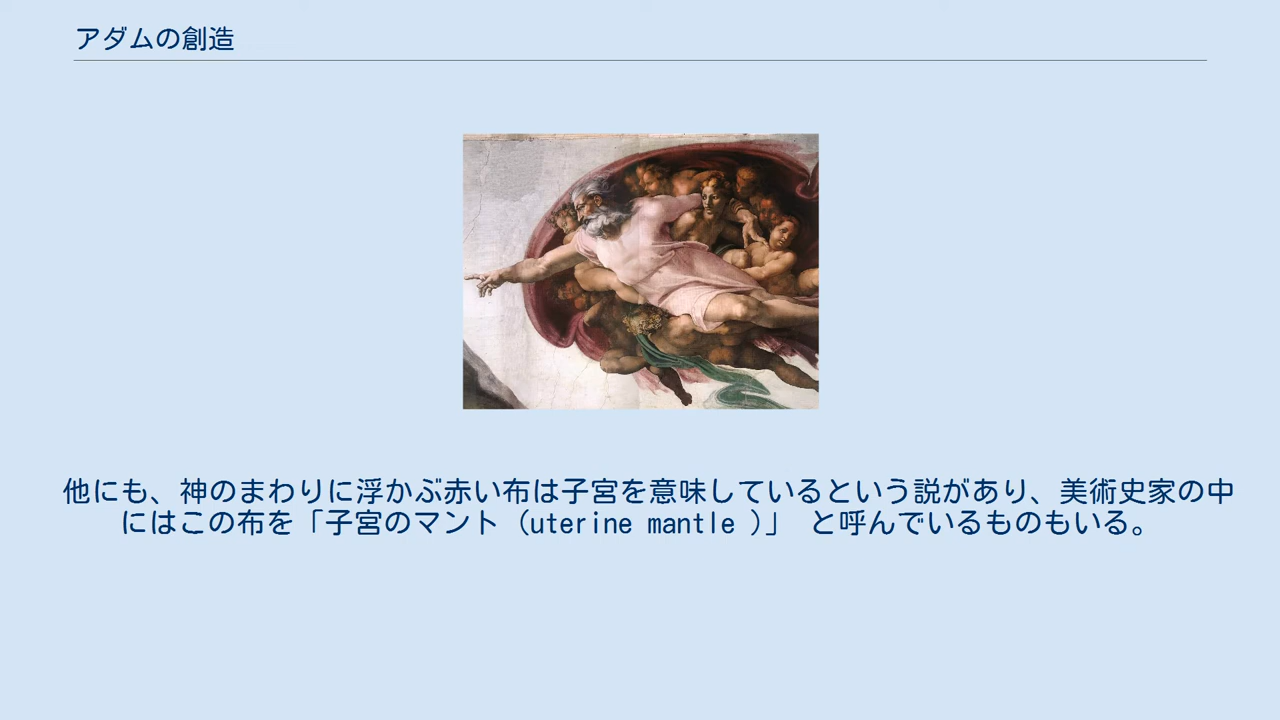 アダムの創造
他にも、神のまわりに浮かぶ赤い布は子宮を意味しているという説があり、美術史家の中
にはこの布を「子宮のマント（uterine mantle )」 と呼んでいるものもいる。